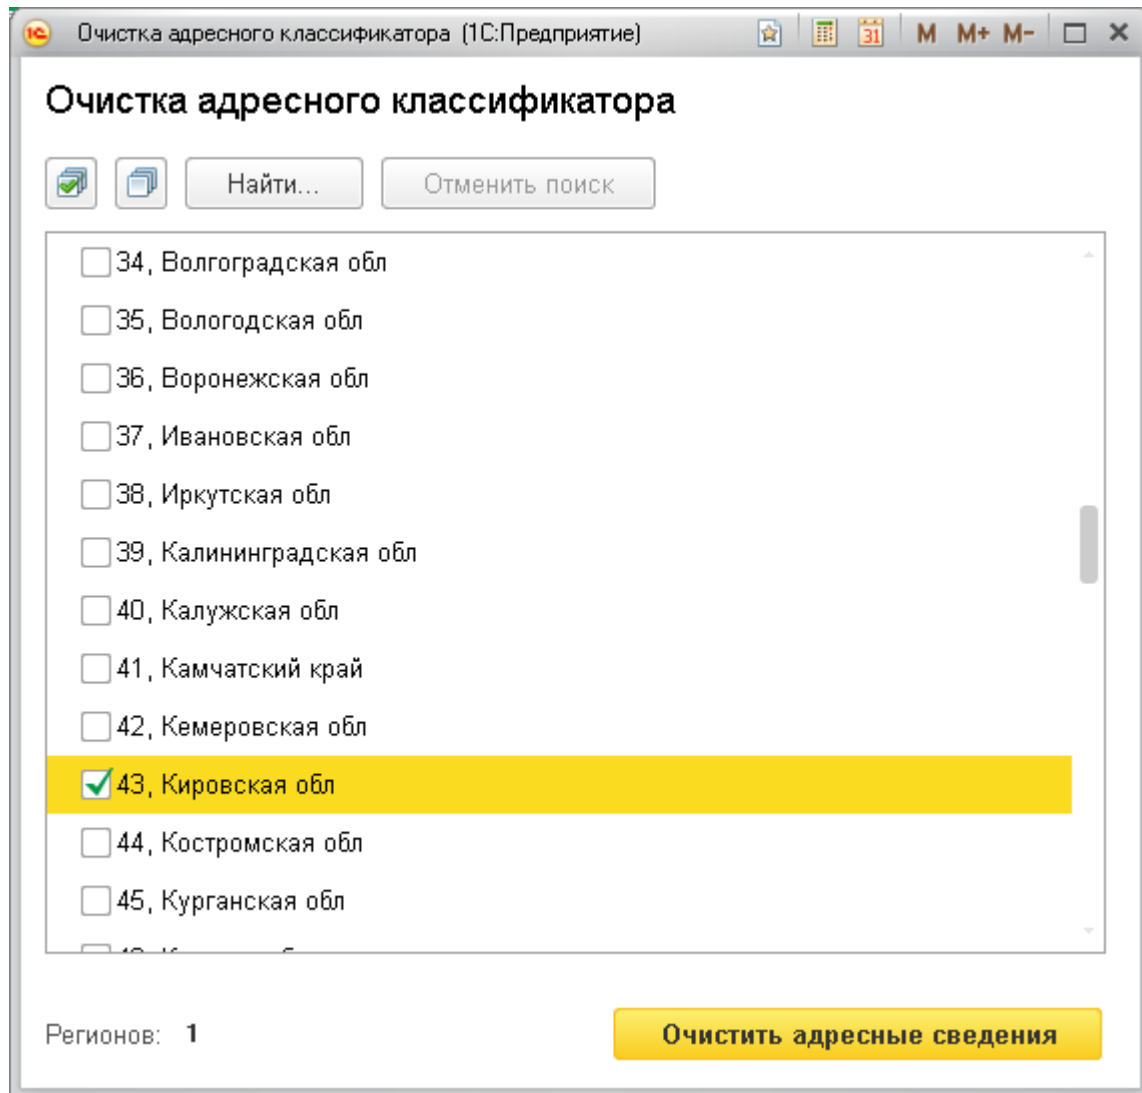 1С Очистка адресного классификатора (1С:Предприятие) 31 M M+ M-
Очистка адресного классификатора
Найти... Отменить поиск
34, Волгоградская обл
35, Вологодская обл
36, Воронежская обл
37, Ивановская обл
38, Иркутская обл
39, Калининградская обл
40, Калужская обл
41, Камчатский край
42, Кемеровская обл
43, Кировская обл
44, Костромская обл
45, Курганская обл
Регионов: 1 Очистить адресные сведения